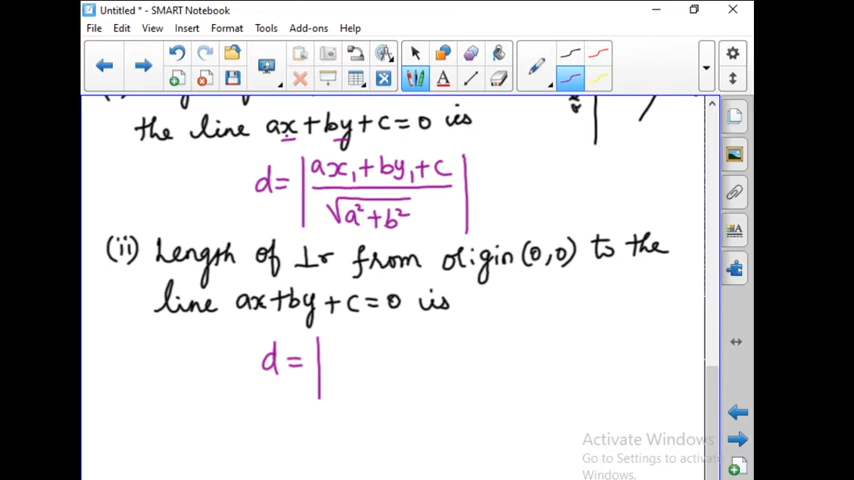 Untitled * - SMART Notebook
File Edit View Insert Format Tools Add-ons Help
the line ax+by+c=0 is
d= | ax₁+by₁+c / √a²+b² |
(ii) Length of ⊥r from origin (0,0) to the
line ax+by+c=0 is
d= |
Activate Windows
Go to Settings to activate
Windows.